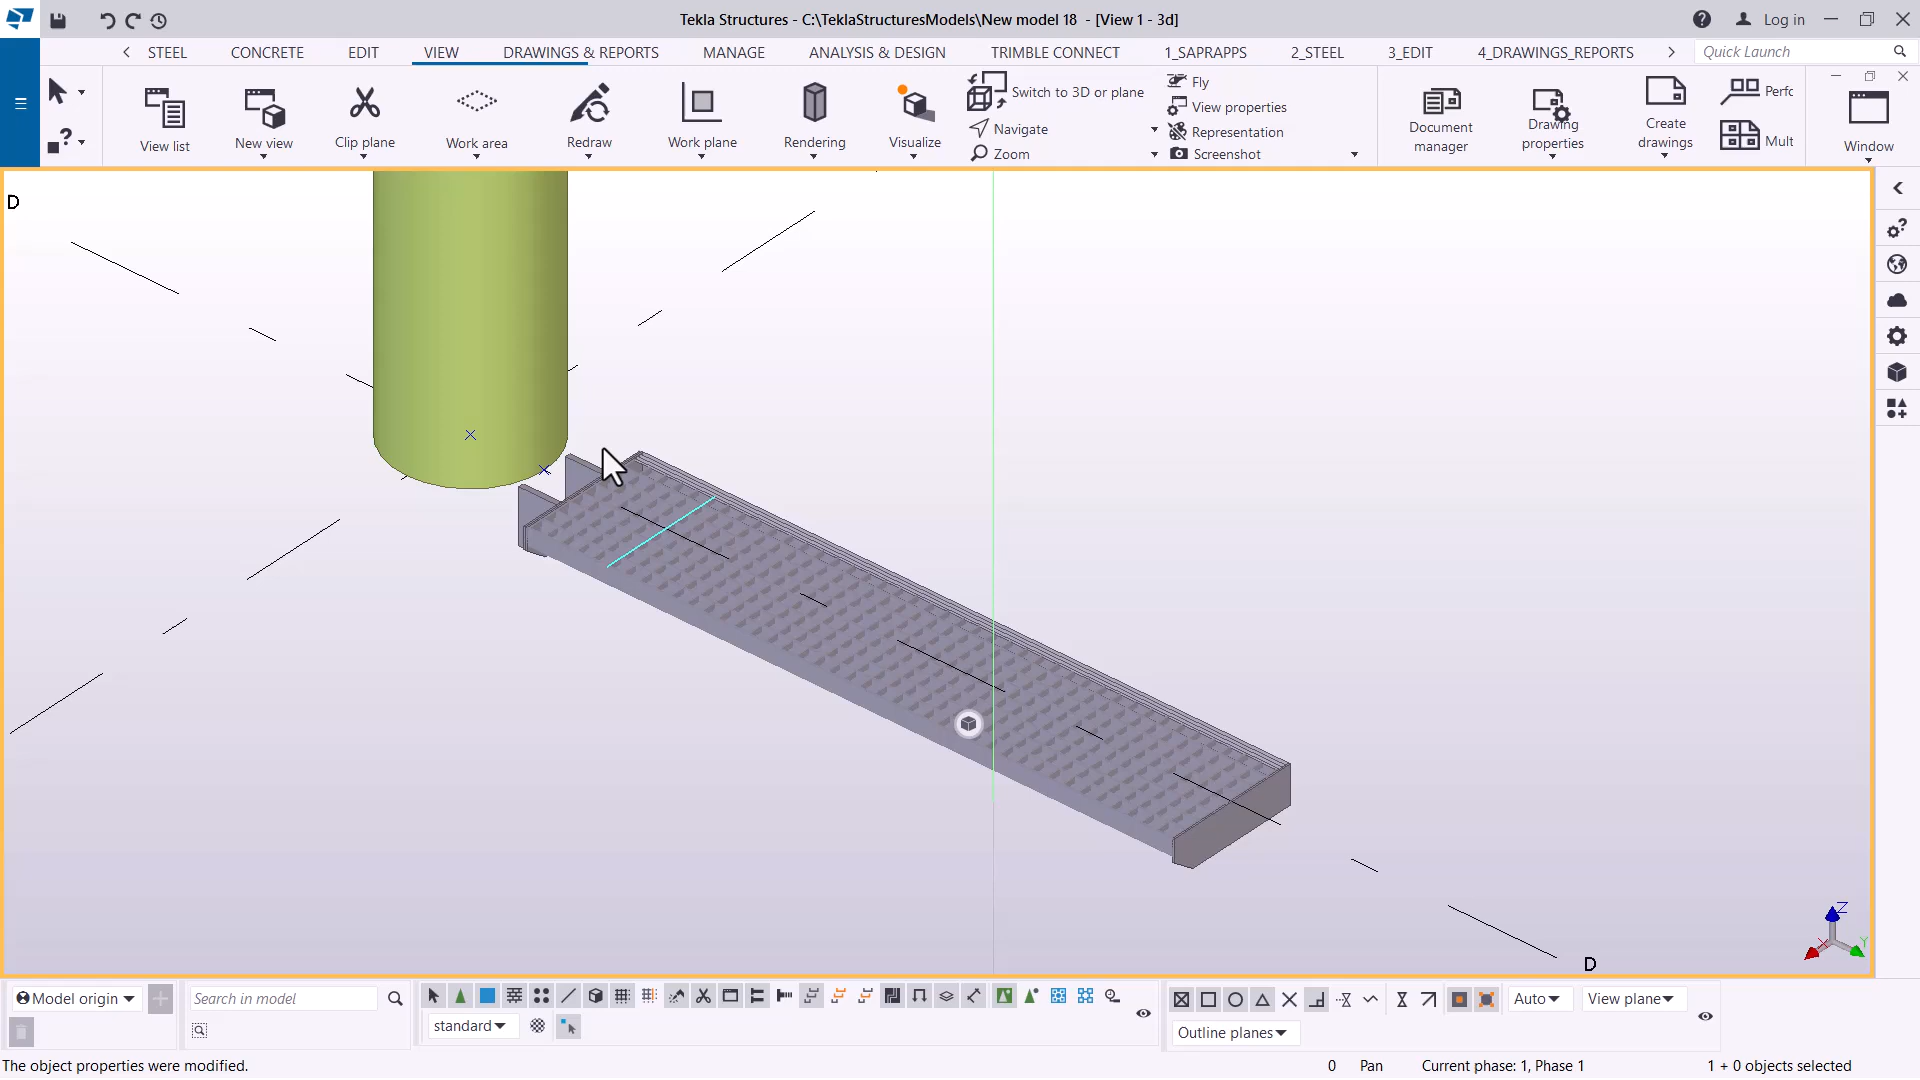 Tekla Structures - C:\TeklaStructuresModels\New model 18 - [View 1 - 3d]
Log in
STEEL CONCRETE EDIT VIEW DRAWINGS & REPORTS MANAGE ANALYSIS & DESIGN TRIMBLE CONNECT 1_SAPRAPPS 2_STEEL 3_EDIT 4_DRAWINGS_REPORTS Quick Launch
View list
New view
Clip plane
Work area
Redraw
Work plane
Rendering
Visualize
Switch to 3D or plane
Navigate
Zoom
Fly
View properties
Representation
Screenshot
Document manager
Drawing properties
Create drawings
Perfc
Mult
Window
D
D
Z
X
Y
Model origin
Search in model
standard
Auto
View plane
Outline planes
The object properties were modified.
0 Pan Current phase: 1, Phase 1 1 + 0 objects selected